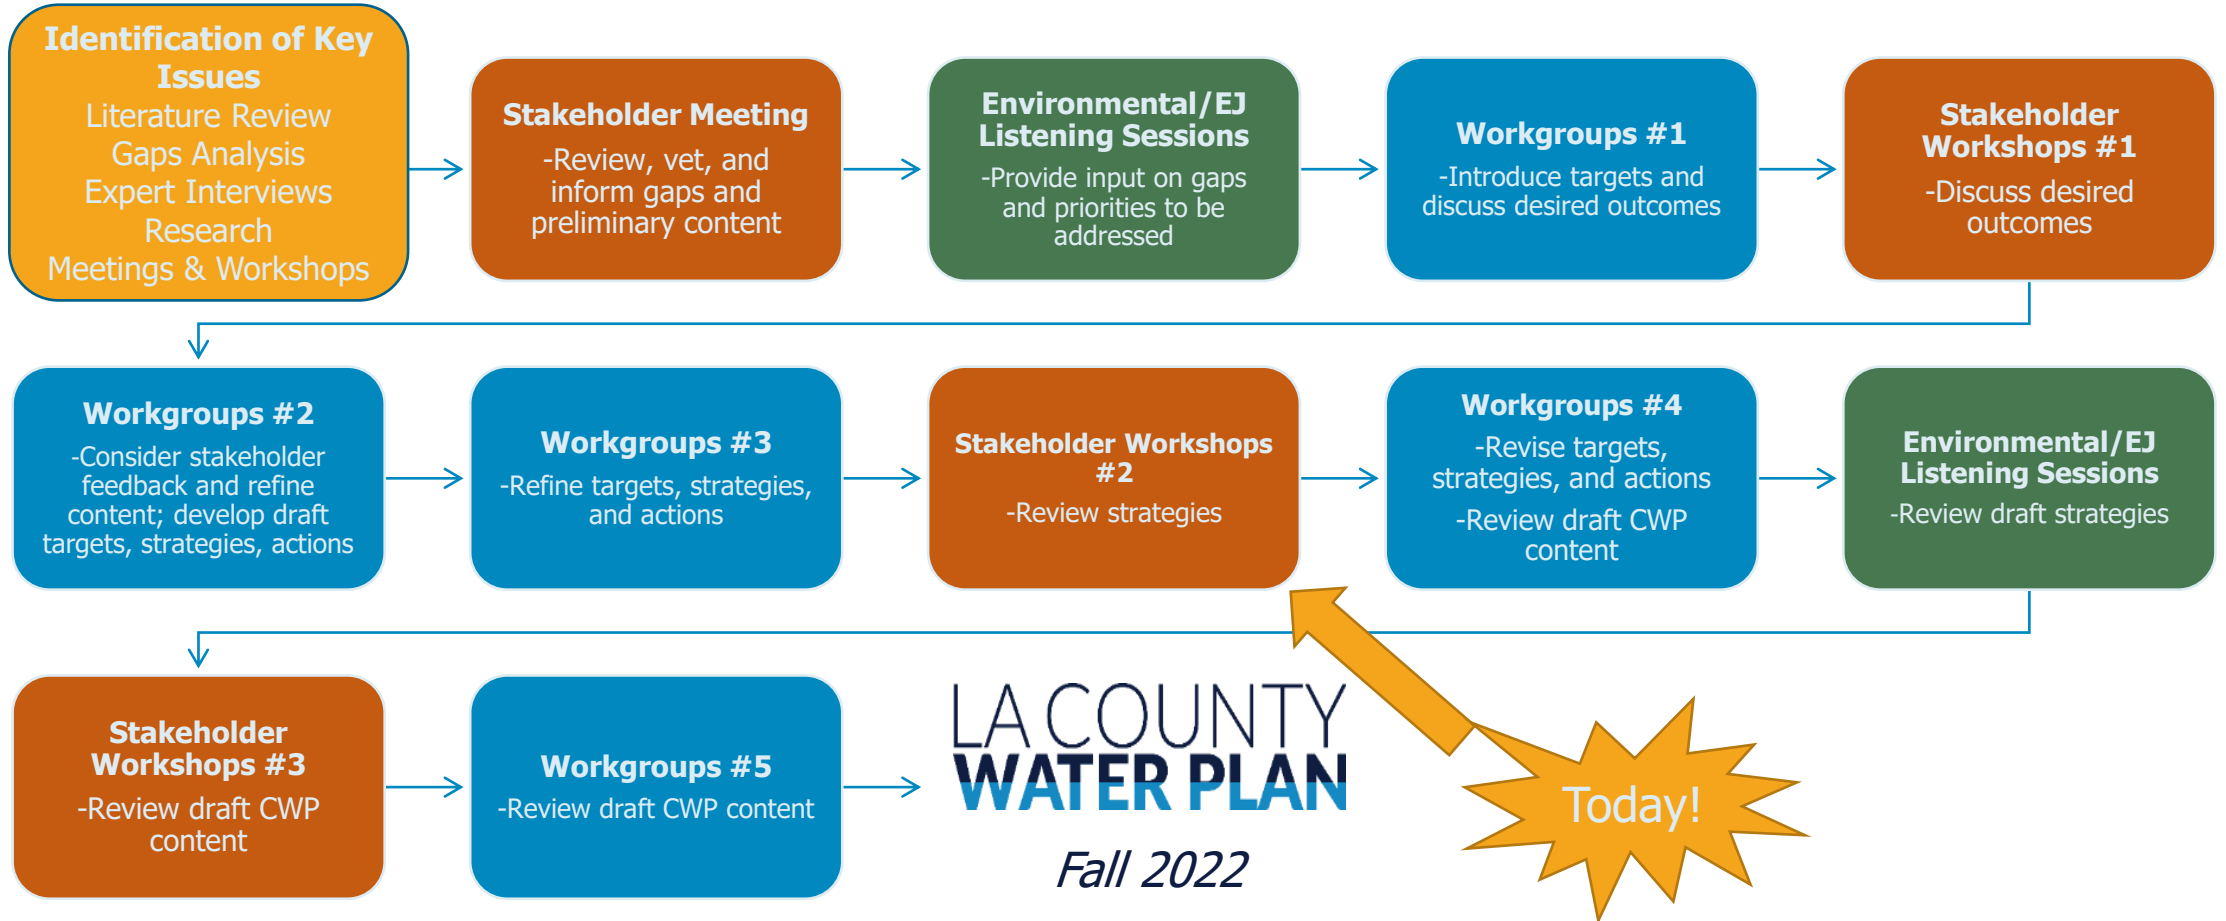 Identification of Key
Issues
Literature Review
Gaps Analysis
Expert Interviews
Research
Meetings & Workshops
Stakeholder Meeting
-Review, vet, and
inform gaps and
preliminary content
Environmental/EJ
Listening Sessions
-Provide input on gaps
and priorities to be
addressed
Workgroups #1
-Introduce targets and
discuss desired outcomes
Stakeholder
Workshops #1
-Discuss desired
outcomes
Workgroups #2
-Consider stakeholder
feedback and refine
content; develop draft
targets, strategies, actions
Workgroups #3
-Refine targets, strategies,
and actions
Stakeholder Workshops
#2
-Review strategies
Workgroups #4
-Revise targets,
strategies, and actions
-Review draft CWP
content
Environmental/EJ
Listening Sessions
-Review draft strategies
Stakeholder
Workshops #3
-Review draft CWP
content
Workgroups #5
-Review draft CWP content
LA COUNTY
WATER PLAN
Fall 2022
Today!